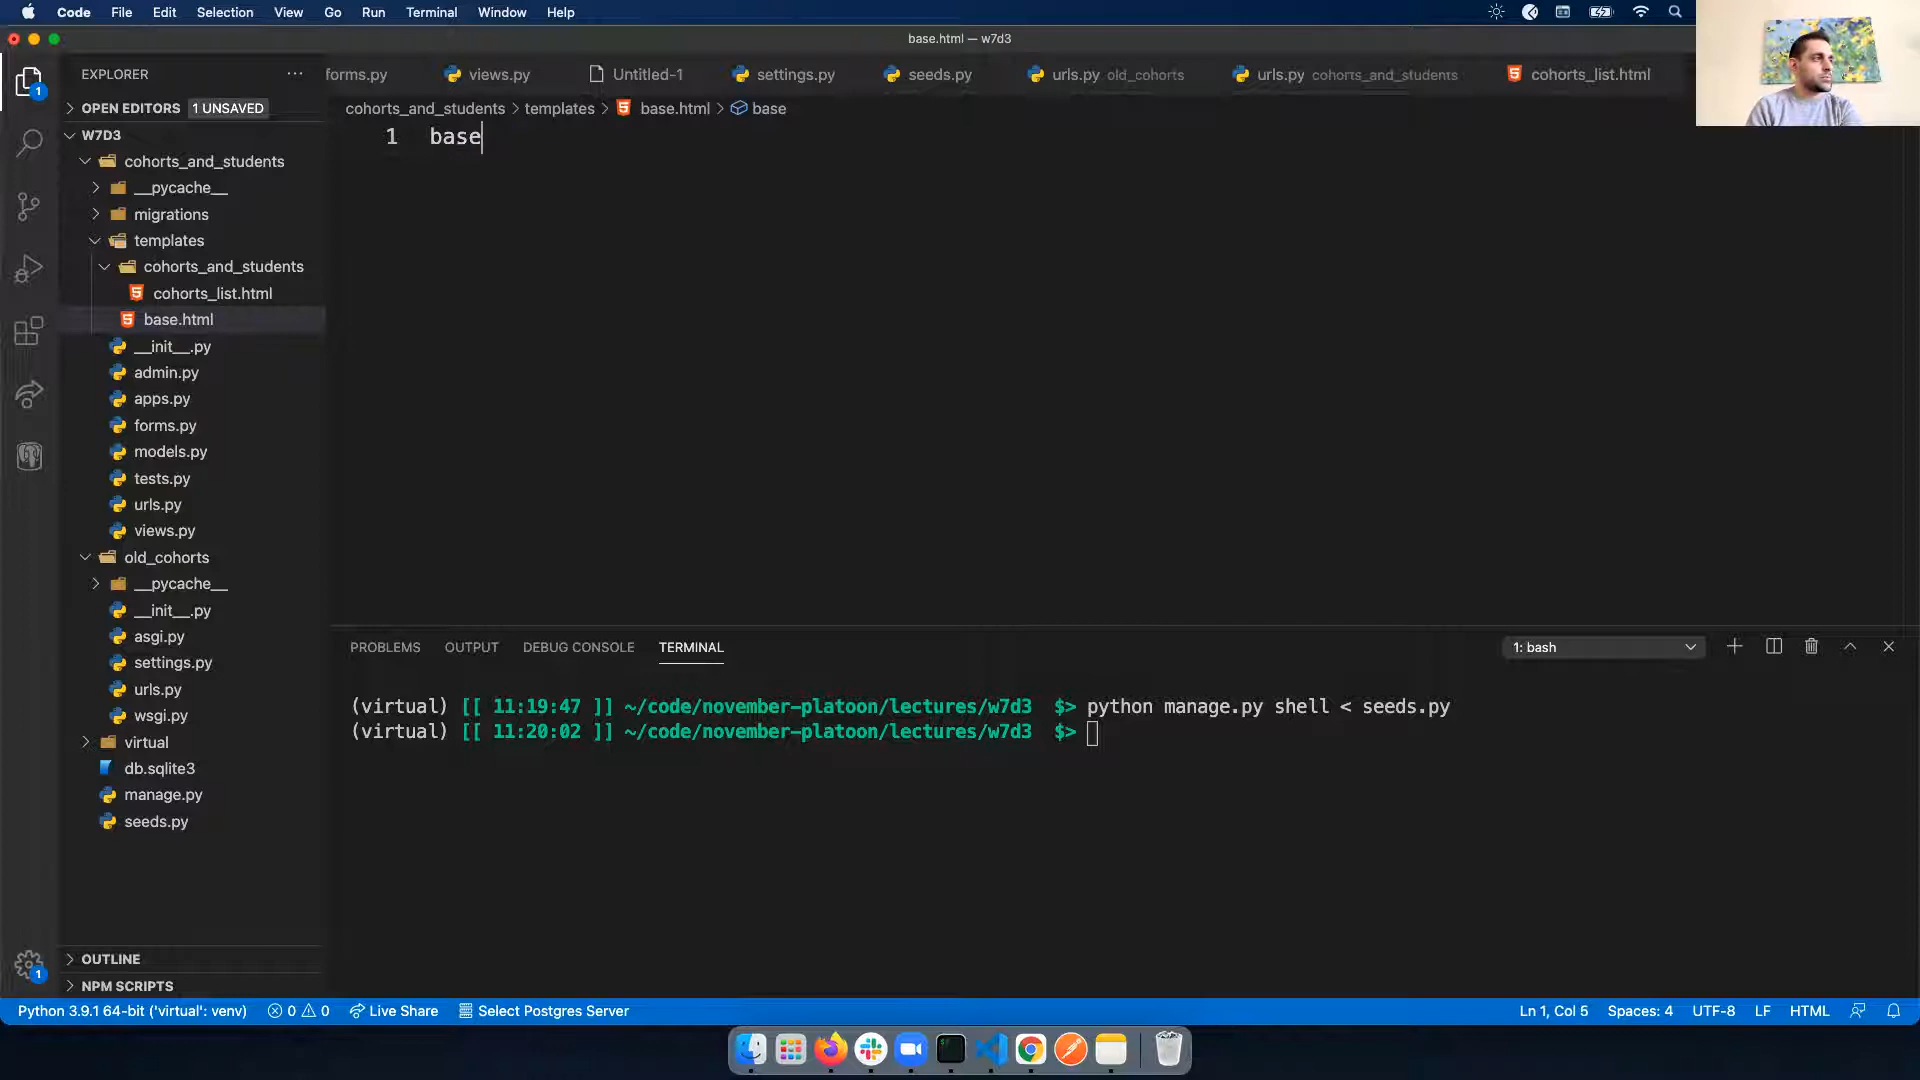 Code File Edit Selection View Go Run Terminal Window Help
base.html — w7d3
EXPLORER
forms.py views.py Untitled-1 settings.py seeds.py urls.py old_cohorts urls.py cohorts_and_students cohorts_list.html
OPEN EDITORS 1 UNSAVED
cohorts_and_students > templates > base.html > base
W7D3
1 base
cohorts_and_students
__pycache__
migrations
templates
cohorts_and_students
cohorts_list.html
base.html
__init__.py
admin.py
apps.py
forms.py
models.py
tests.py
urls.py
views.py
old_cohorts
__pycache__
__init__.py
asgi.py
settings.py
urls.py
wsgi.py
virtual
db.sqlite3
manage.py
seeds.py
OUTLINE
NPM SCRIPTS
PROBLEMS OUTPUT DEBUG CONSOLE TERMINAL
1: bash
(virtual) [[ 11:19:47 ]] ~/code/november-platoon/lectures/w7d3 $> python manage.py shell < seeds.py
(virtual) [[ 11:20:02 ]] ~/code/november-platoon/lectures/w7d3 $>
1
1
Python 3.9.1 64-bit ('virtual': venv) 0 0 Live Share Select Postgres Server Ln 1, Col 5 Spaces: 4 UTF-8 LF HTML